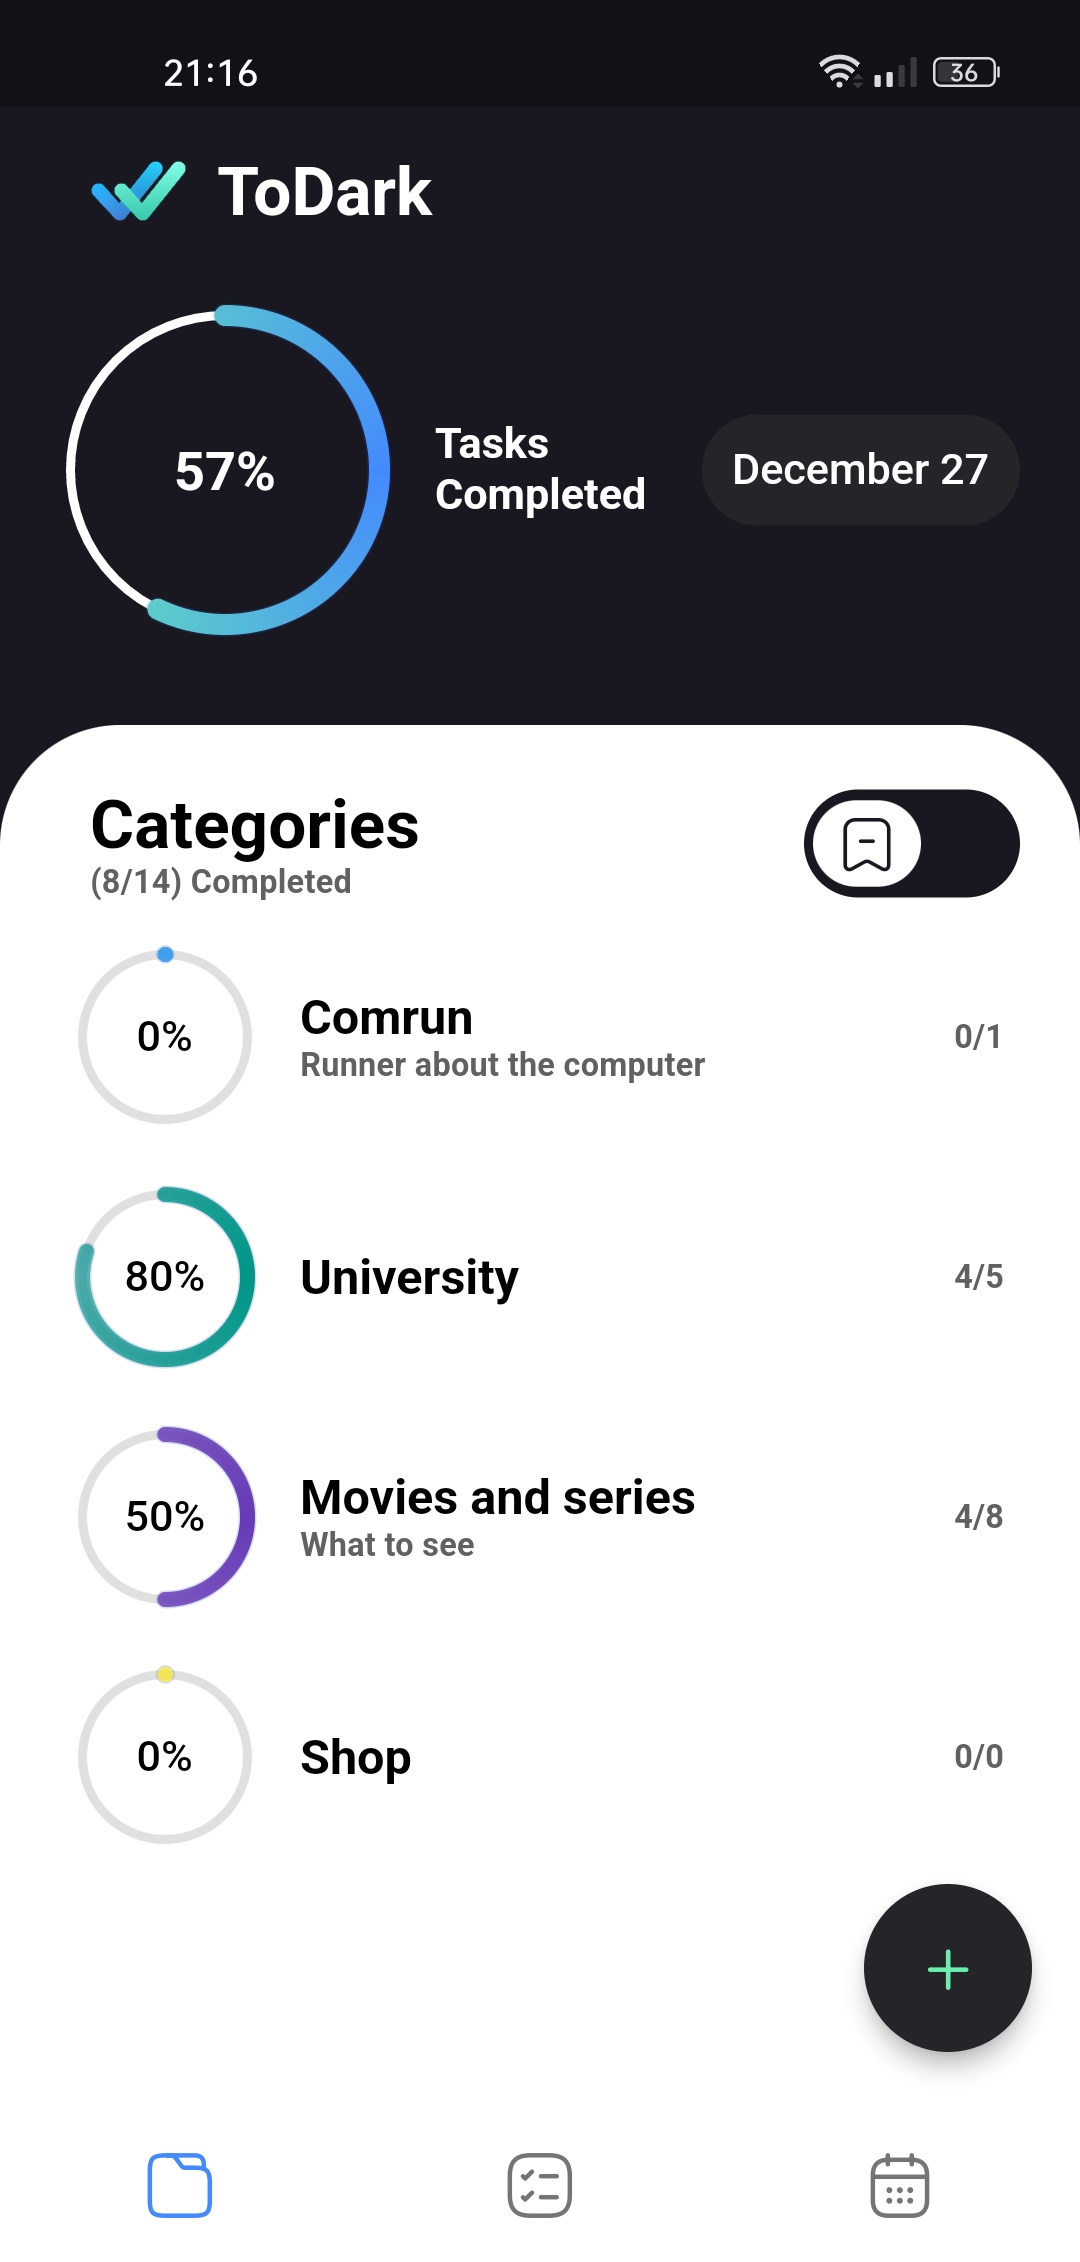 21:16
36
ToDark
57%
Tasks
Completed
December 27
Categories
(8/14) Completed
0%
Comrun
Runner about the computer
0/1
80%
University
4/5
50%
Movies and series
What to see
4/8
0%
Shop
0/0